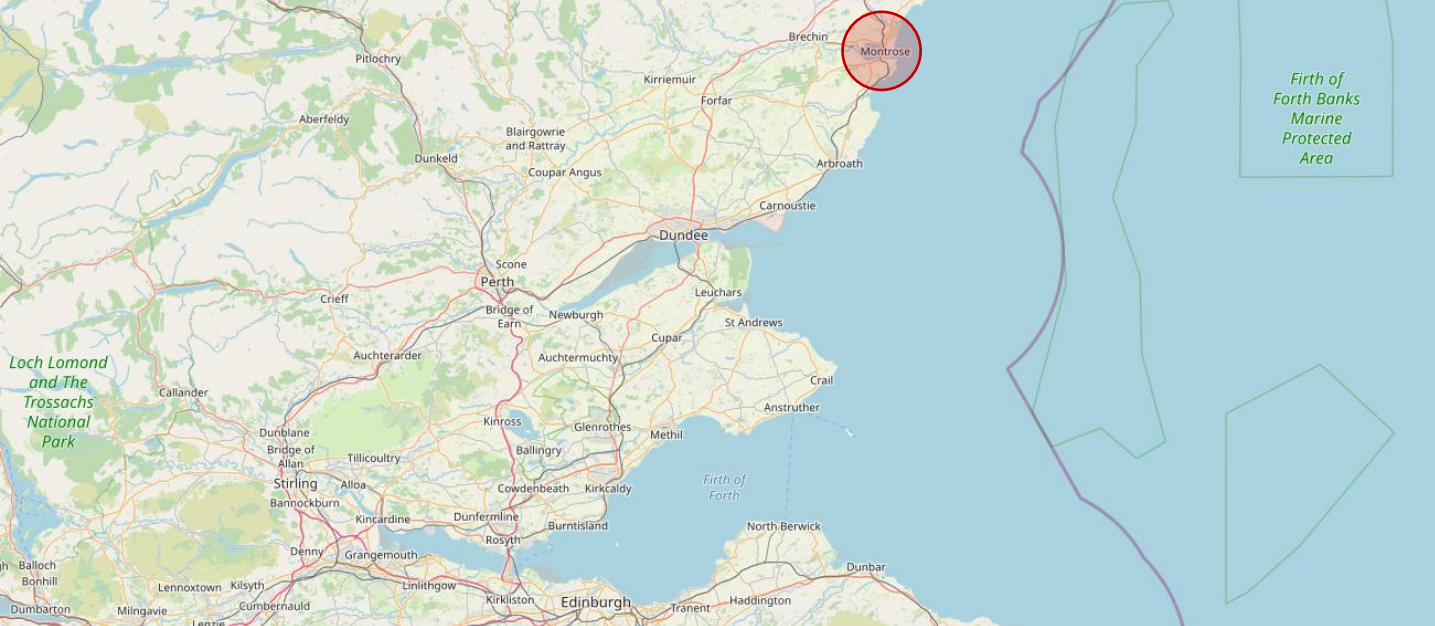 Brechin
Montrose
Pitlochry
Kirriemuir
Forfar
Firth of
Forth Banks
Marine
Protected
Area
Aberfeldy
Blairgowrie
and Rattray
Dunkeld
Arbroath
Coupar Angus
Carnoustie
Dundee
Scone
Perth
Crieff
Leuchars
Bridge of
Earn
Newburgh
St Andrews
Cupar
Auchterarder
Auchtermuchty
Loch Lomond
and The
Trossachs
National
Park
Callander
Crail
Anstruther
Kinross
Glenrothes
Methil
Dunblane
Bridge of
Allan
Ballingry
Tillicoultry
Stirling
Alloa
Cowdenbeath
Kirkcaldy
Firth of
Forth
Bannockburn
Kincardine
Dunfermline
Burntisland
North Berwick
Rosyth
Denny
Grangemouth
Balloch
Bonhill
Lennoxtown
Kilsyth
Linlithgow
Dunbar
Dumbarton
Milngavie
Cumbernauld
Kirkliston
Edinburgh
Tranent
Haddington
Lenzie